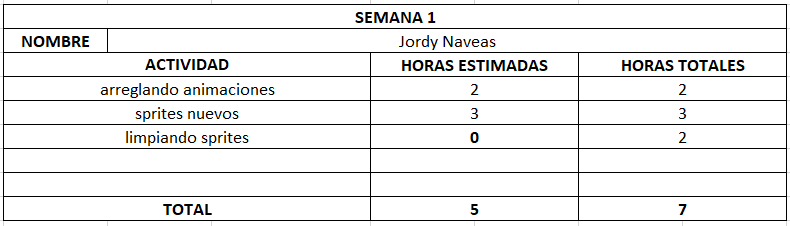 SEMANA 1
NOMBRE Jordy Naveas
ACTIVIDAD HORAS ESTIMADAS HORAS TOTALES
arreglando animaciones 2 2
sprites nuevos 3 3
limpiando sprites 0 2
TOTAL 5 7